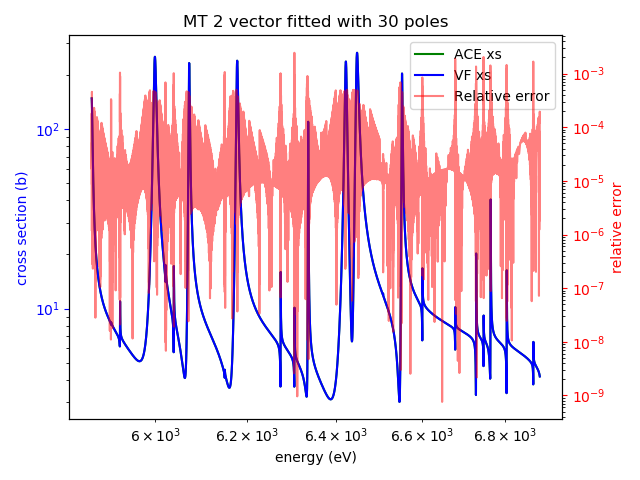 MT 2 vector fitted with 30 poles
ACE xs
VF xs
Relative error
cross section (b)
10²
10¹
relative error
10⁻³
10⁻⁴
10⁻⁵
10⁻⁶
10⁻⁷
10⁻⁸
10⁻⁹
6 × 10³ 6.2 × 10³ 6.4 × 10³ 6.6 × 10³ 6.8 × 10³
energy (eV)